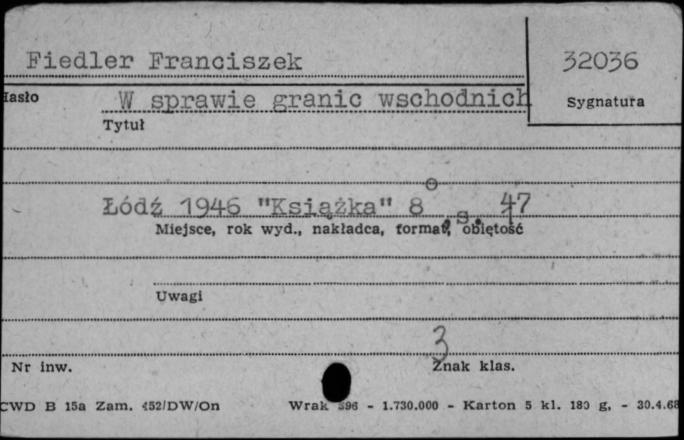 Fiedler Franciszek
32036
Hasło
W sprawie granic wschodnich
Sygnatura
Tytuł
Łódź 1946 "Książka" 8° s. 47
Miejsce, rok wyd., nakładca, format, objętość
Uwagi
3
Nr inw.
Znak klas.
CWD B 15a Zam. 452/DW/On Wrak 396 - 1.730.000 - Karton 5 kl. 180 g, - 30.4.68